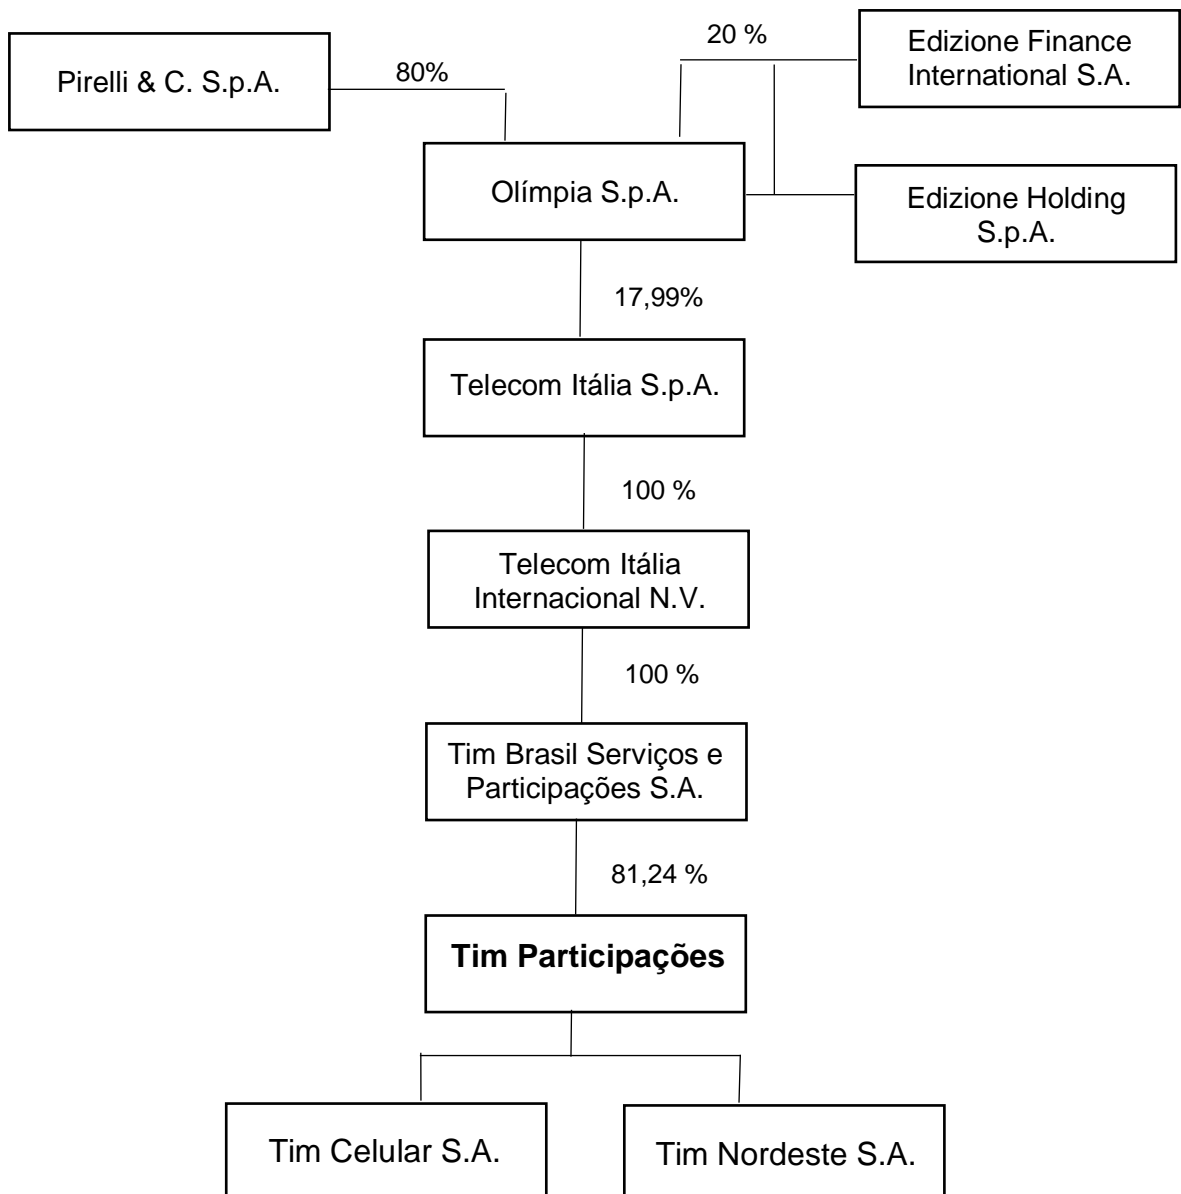 20 %
Edizione Finance
International S.A.
Pirelli & C. S.p.A.
80%
Olímpia S.p.A.
Edizione Holding
S.p.A.
17,99%
Telecom Itália S.p.A.
100 %
Telecom Itália
Internacional N.V.
100 %
Tim Brasil Serviços e
Participações S.A.
81,24 %
Tim Participações
Tim Celular S.A.
Tim Nordeste S.A.